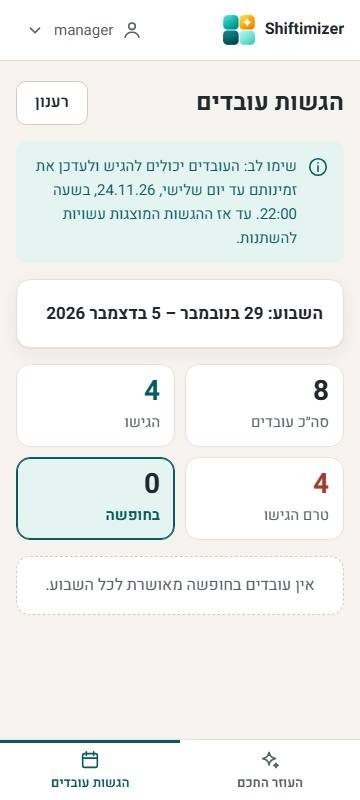 Shiftimizer
manager
הגשות עובדים
רענון
שימו לב: העובדים יכולים להגיש ולעדכן את
זמינותם עד יום שלישי, 24.11.26, בשעה
22:00. עד אז ההגשות המוצגות עשויות
להשתנות.
השבוע: 29 בנובמבר – 5 בדצמבר 2026
8
סה״כ עובדים
4
הגישו
4
טרם הגישו
0
בחופשה
אין עובדים בחופשה מאושרת לכל השבוע.
העוזר החכם
הגשות עובדים